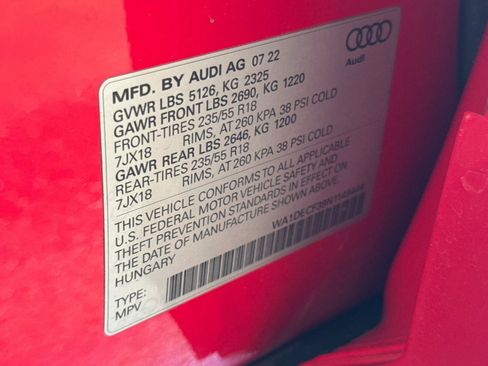 MFD. BY AUDI AG 07 22
GVWR LBS 5126, KG 2325
GAWR FRONT LBS 2690, KG 1220
FRONT-TIRES 235/55 R18
7JX18 RIMS, AT 260 KPA 38 PSI COLD
GAWR REAR LBS 2646, KG 1200
REAR-TIRES 235/55 R18
7JX18 RIMS, AT 260 KPA 38 PSI COLD
THIS VEHICLE CONFORMS TO ALL APPLICABLE
U.S. FEDERAL MOTOR VEHICLE SAFETY AND
THEFT PREVENTION STANDARDS IN EFFECT ON
THE DATE OF MANUFACTURE SHOWN ABOVE.
HUNGARY
TYPE:
MPV
Audi